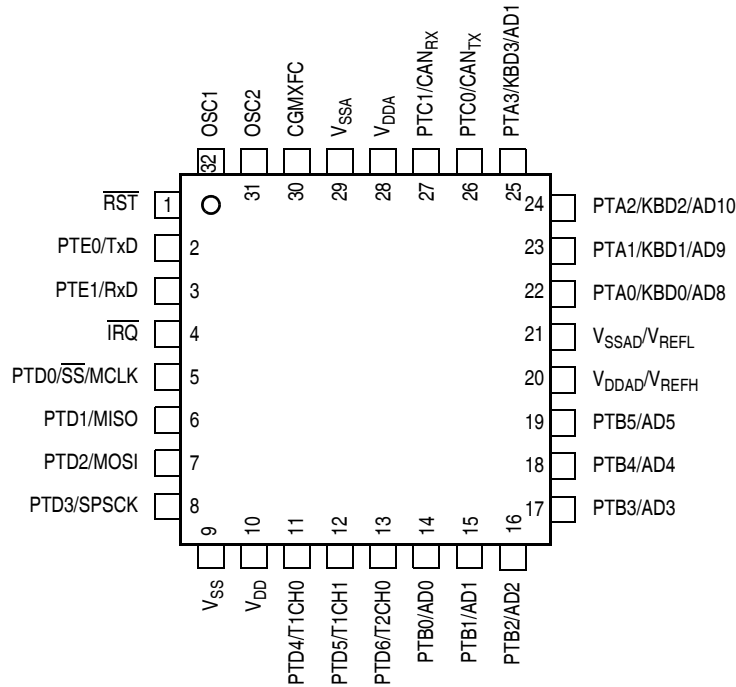 OSC1
OSC2
CGMXFC
VSSA
VDDA
PTC1/CANRX
PTC0/CANTX
PTA3/KBD3/AD1
32
31
30
29
28
27
26
25
RST 1
PTE0/TxD 2
PTE1/RxD 3
IRQ 4
PTD0/SS/MCLK 5
PTD1/MISO 6
PTD2/MOSI 7
PTD3/SPSCK 8
24 PTA2/KBD2/AD10
23 PTA1/KBD1/AD9
22 PTA0/KBD0/AD8
21 VSSAD/VREFL
20 VDDAD/VREFH
19 PTB5/AD5
18 PTB4/AD4
17 PTB3/AD3
9
10
11
12
13
14
15
16
VSS
VDD
PTD4/T1CH0
PTD5/T1CH1
PTD6/T2CH0
PTB0/AD0
PTB1/AD1
PTB2/AD2